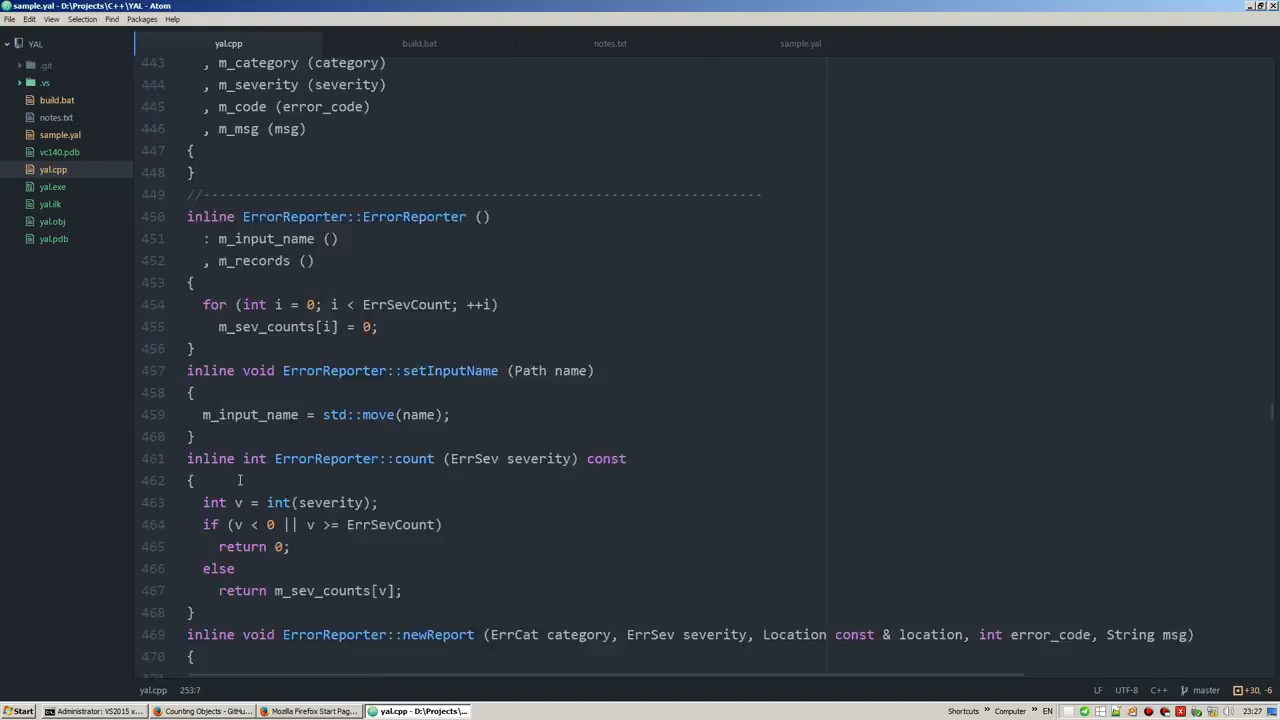 sample.yal - D:\Projects\C++\YAL - Atom
File Edit View Selection Find Packages Help
YAL
.git
.vs
build.bat
notes.txt
sample.yal
vc140.pdb
yal.cpp
yal.exe
yal.ilk
yal.obj
yal.pdb
yal.cpp build.bat notes.txt sample.yal
443 , m_category (category)
444 , m_severity (severity)
445 , m_code (error_code)
446 , m_msg (msg)
447 {
448 }
449 //----------------------------------------------------------------------
450 inline ErrorReporter::ErrorReporter ()
451 : m_input_name ()
452 , m_records ()
453 {
454 for (int i = 0; i < ErrSevCount; ++i)
455 m_sev_counts[i] = 0;
456 }
457 inline void ErrorReporter::setInputName (Path name)
458 {
459 m_input_name = std::move(name);
460 }
461 inline int ErrorReporter::count (ErrSev severity) const
462 {
463 int v = int(severity);
464 if (v < 0 || v >= ErrSevCount)
465 return 0;
466 else
467 return m_sev_counts[v];
468 }
469 inline void ErrorReporter::newReport (ErrCat category, ErrSev severity, Location const & location, int error_code, String msg)
470 {
yal.cpp 253:7 LF UTF-8 C++ master +30, -6
Start Administrator: VS2015 x... Counting Objects - GitHu... Mozilla Firefox Start Pag... yal.cpp - D:\Projects\... Shortcuts » Computer » EN 23:27